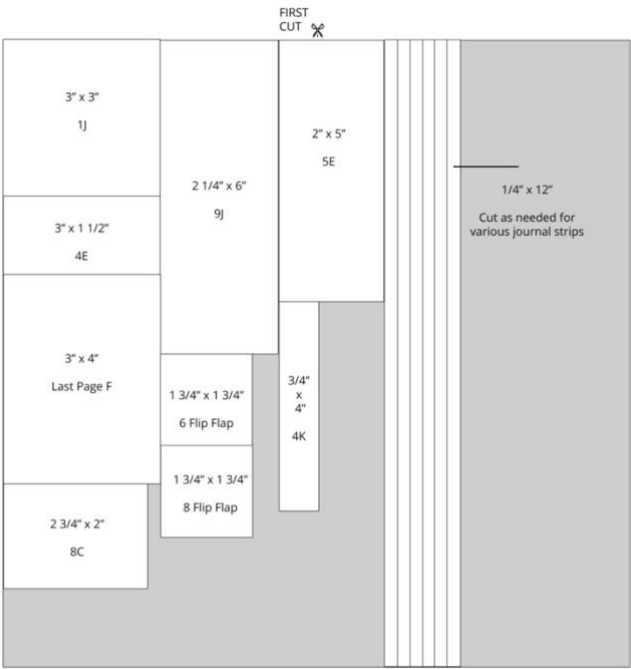 FIRST
CUT
3” x 3”
1J
3” x 1 1/2”
4E
3” x 4”
Last Page F
2 3/4” x 2”
8C
2 1/4” x 6”
9J
1 3/4” x 1 3/4”
6 Flip Flap
1 3/4” x 1 3/4”
8 Flip Flap
2” x 5”
5E
3/4”
x
4”
4K
1/4” x 12”
Cut as needed for
various journal strips